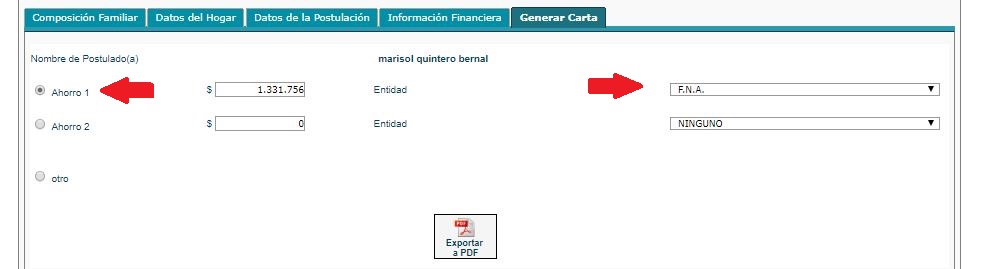 Composición Familiar Datos del Hogar Datos de la Postulación Información Financiera Generar Carta
Nombre de Postulado(a) marisol quintero bernal
Ahorro 1 $ 1.331.756 Entidad F.N.A.
Ahorro 2 $ 0 Entidad NINGUNO
otro
PDF
Exportar
a PDF